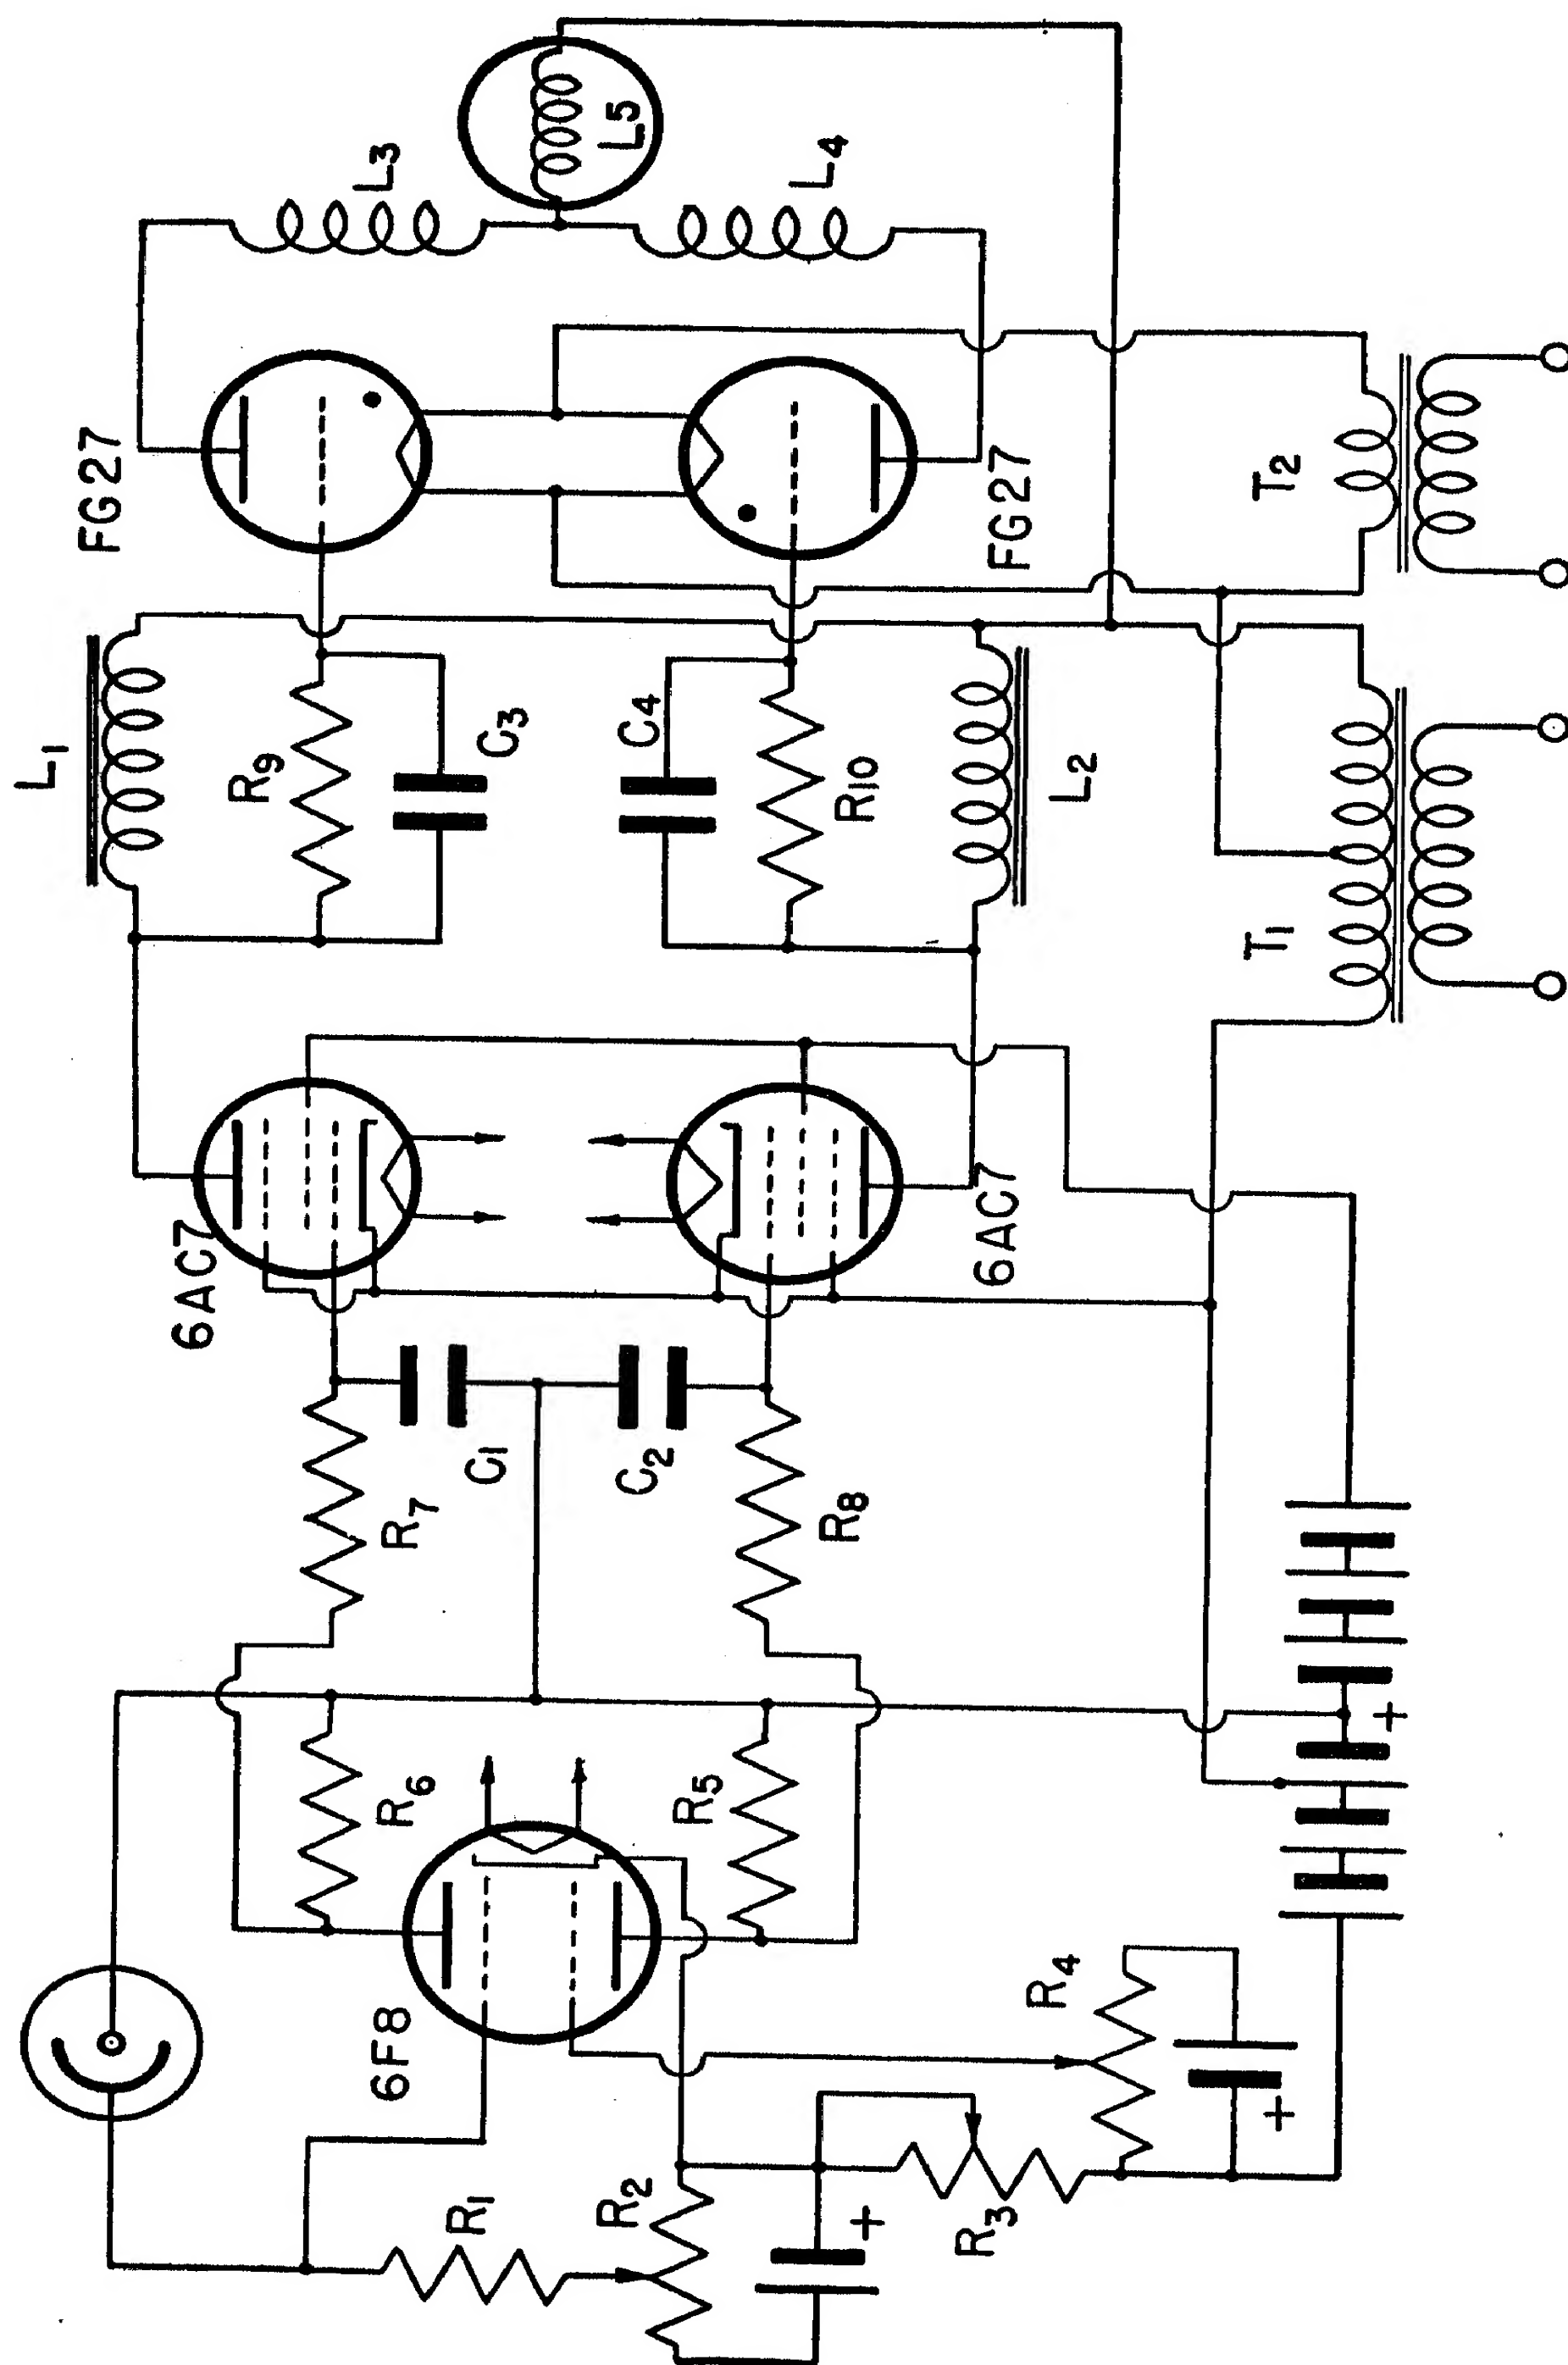 L1
FG27
6AC7
R9
L3
6F8
R6
R7
R1
C1
C3
R2
C2
C4
L5
R5
R8
R10
L4
+
R3
6AC7
FG27
R4
L2
+
T1
T2
+